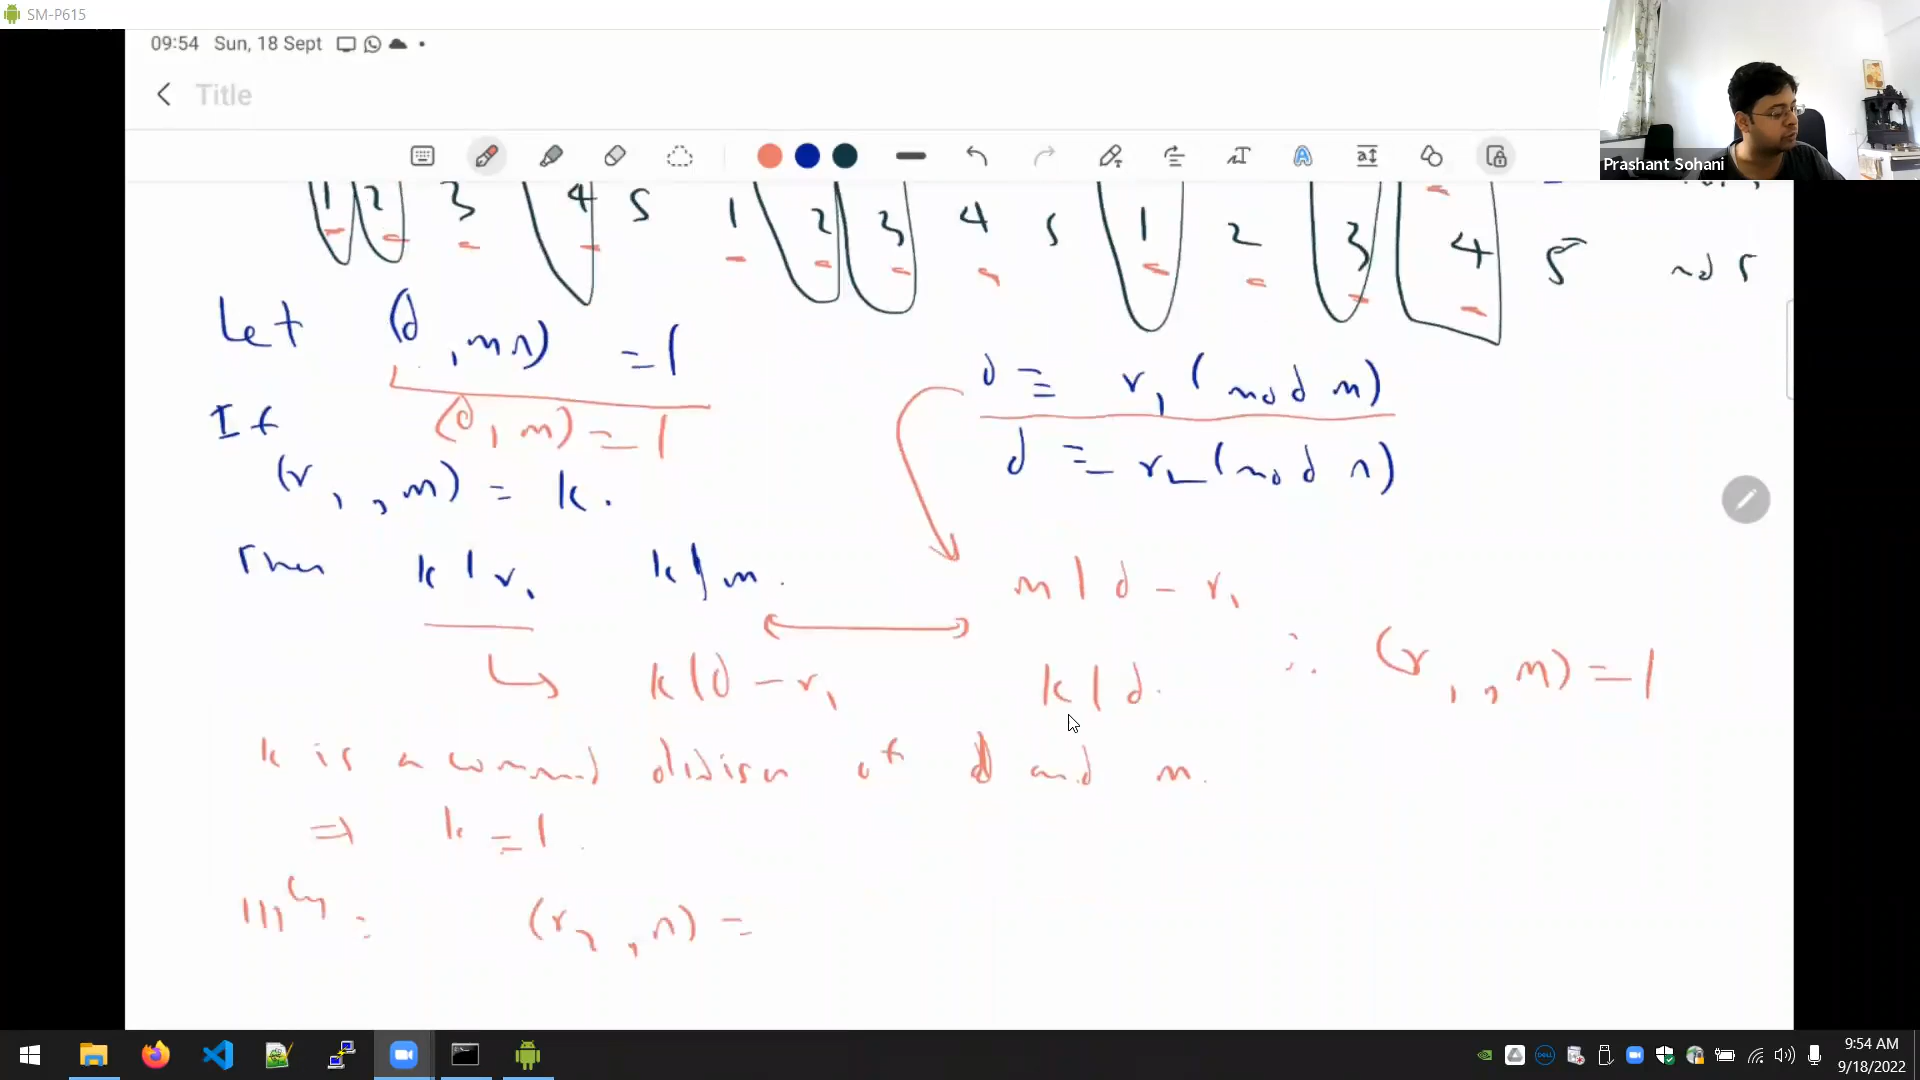 SM-P615
09:54 Sun, 18 Sept
Title
Prashant Sohani
1 2 3 4 5 1 2 3 4 5 1 2 3 4 5 mod 5
Let (d, mn) = 1
d ≡ r₁ (mod m)
If (d, m) = 1
d ≡ r₂ (mod n)
(r₁, m) = k.
Then k | r₁ k | m.
m | d - r₁
k | d - r₁ k | d. ∴ (r₁, m) = 1
k is a common divisor of d and m.
⇒ k = 1.
|||ly : (r₂, n) =
9:54 AM
9/18/2022